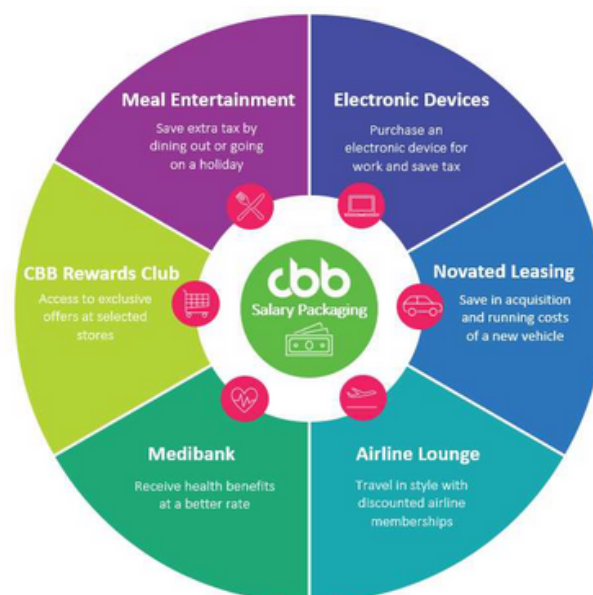 Meal Entertainment
Save extra tax by
dining out or going
on a holiday
Electronic Devices
Purchase an
electronic device for
work and save tax
CBB Rewards Club
Access to exclusive
offers at selected
stores
cbb
Salary Packaging
Novated Leasing
Save in acquisition
and running costs
of a new vehicle
Medibank
Receive health benefits
at a better rate
Airline Lounge
Travel in style with
discounted airline
memberships